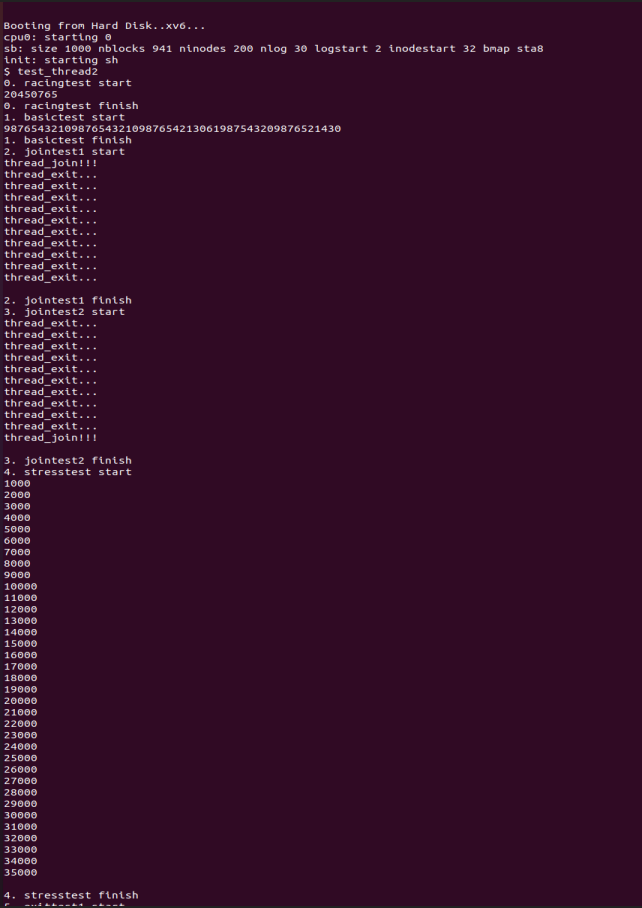 Booting from Hard Disk..xv6...
cpu0: starting 0
sb: size 1000 nblocks 941 ninodes 200 nlog 30 logstart 2 inodestart 32 bmap sta8
init: starting sh
$ test_thread2
0. racingtest start
20450765
0. racingtest finish
1. basictest start
98765432109876543210987654213061987543209876521430
1. basictest finish
2. jointest1 start
thread_join!!!
thread_exit...
thread_exit...
thread_exit...
thread_exit...
thread_exit...
thread_exit...
thread_exit...
thread_exit...
thread_exit...
thread_exit...
2. jointest1 finish
3. jointest2 start
thread_exit...
thread_exit...
thread_exit...
thread_exit...
thread_exit...
thread_exit...
thread_exit...
thread_exit...
thread_exit...
thread_exit...
thread_join!!!
3. jointest2 finish
4. stresstest start
1000
2000
3000
4000
5000
6000
7000
8000
9000
10000
11000
12000
13000
14000
15000
16000
17000
18000
19000
20000
21000
22000
23000
24000
25000
26000
27000
28000
29000
30000
31000
32000
33000
34000
35000
4. stresstest finish
5. exittest1 start